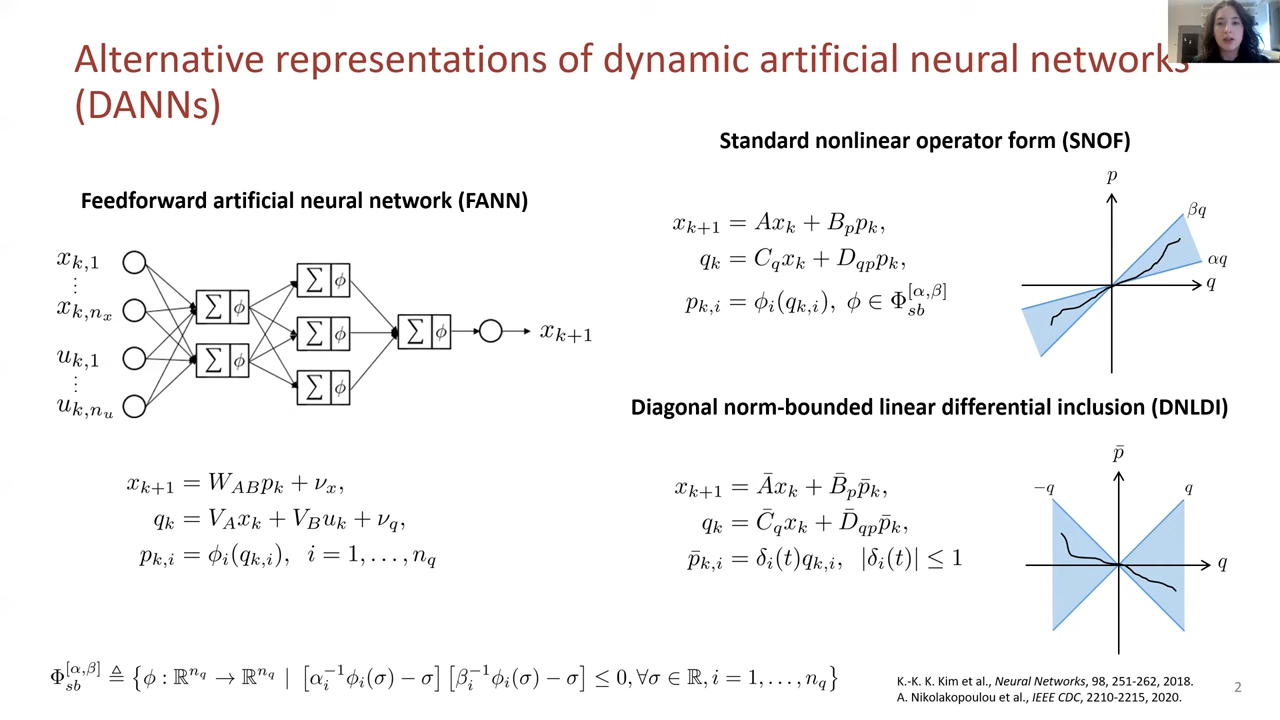 Alternative representations of dynamic artificial neural networks
(DANNs)
Feedforward artificial neural network (FANN)
x_{k,1}
⋮
x_{k,n_x}
u_{k,1}
⋮
u_{k,n_u}
∑ ϕ
∑ ϕ
∑ ϕ
∑ ϕ
∑ ϕ
∑ ϕ
x_{k+1}
x_{k+1} = W_{AB}p_k + ν_x,
q_k = V_A x_k + V_B u_k + ν_q,
p_{k,i} = ϕ_i(q_{k,i}), i = 1, . . . , n_q
Standard nonlinear operator form (SNOF)
x_{k+1} = Ax_k + B_p p_k,
q_k = C_q x_k + D_{qp} p_k,
p_{k,i} = ϕ_i(q_{k,i}), ϕ ∈ Φ_{sb}^{[α,β]}
p
βq
αq
q
Diagonal norm-bounded linear differential inclusion (DNLDI)
x_{k+1} = Āx_k + B̄_p p̄_k,
q_k = C̄_q x_k + D̄_{qp} p̄_k,
p̄_{k,i} = δ_i(t)q_{k,i}, |δ_i(t)| ≤ 1
p̄
−q
q
q
Φ_{sb}^{[α,β]} ≜ {ϕ : ℝ^{n_q} → ℝ^{n_q} | [α_i^{-1}ϕ_i(σ) − σ] [β_i^{-1}ϕ_i(σ) − σ] ≤ 0, ∀σ ∈ ℝ, i = 1, . . . , n_q}
K.-K. K. Kim et al., Neural Networks, 98, 251-262, 2018.
A. Nikolakopoulou et al., IEEE CDC, 2210-2215, 2020.
2